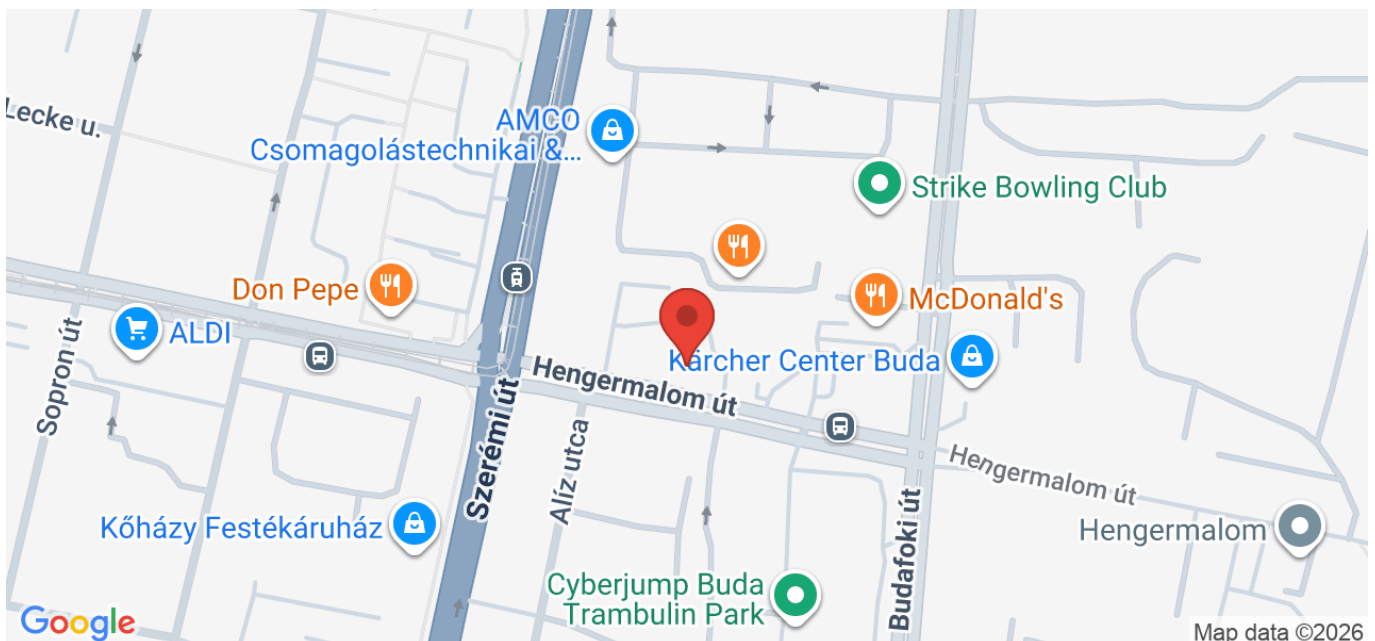 Lecke u.
AMCO
Csomagolástechnikai &...
Strike Bowling Club
Don Pepe
McDonald's
ALDI
Kärcher Center Buda
Sopron út
Hengermalom út
Szerémi út
Alíz utca
Hengermalom út
Kőházy Festékáruház
Hengermalom
Budafoki út
Cyberjump Buda
Trambulin Park
Google
Map data ©2026